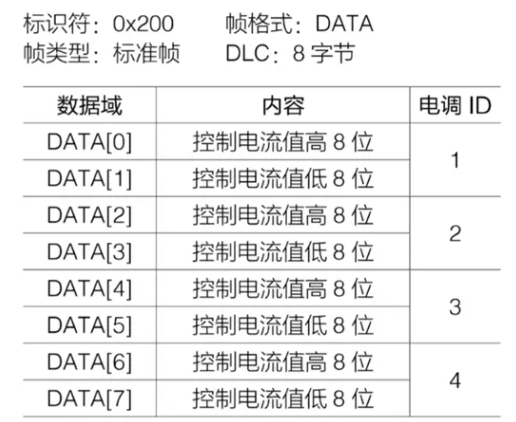 标识符：0x200 帧格式：DATA
帧类型：标准帧 DLC：8 字节
数据域 内容 电调 ID
DATA[0] 控制电流值高 8 位 1
DATA[1] 控制电流值低 8 位
DATA[2] 控制电流值高 8 位 2
DATA[3] 控制电流值低 8 位
DATA[4] 控制电流值高 8 位 3
DATA[5] 控制电流值低 8 位
DATA[6] 控制电流值高 8 位 4
DATA[7] 控制电流值低 8 位